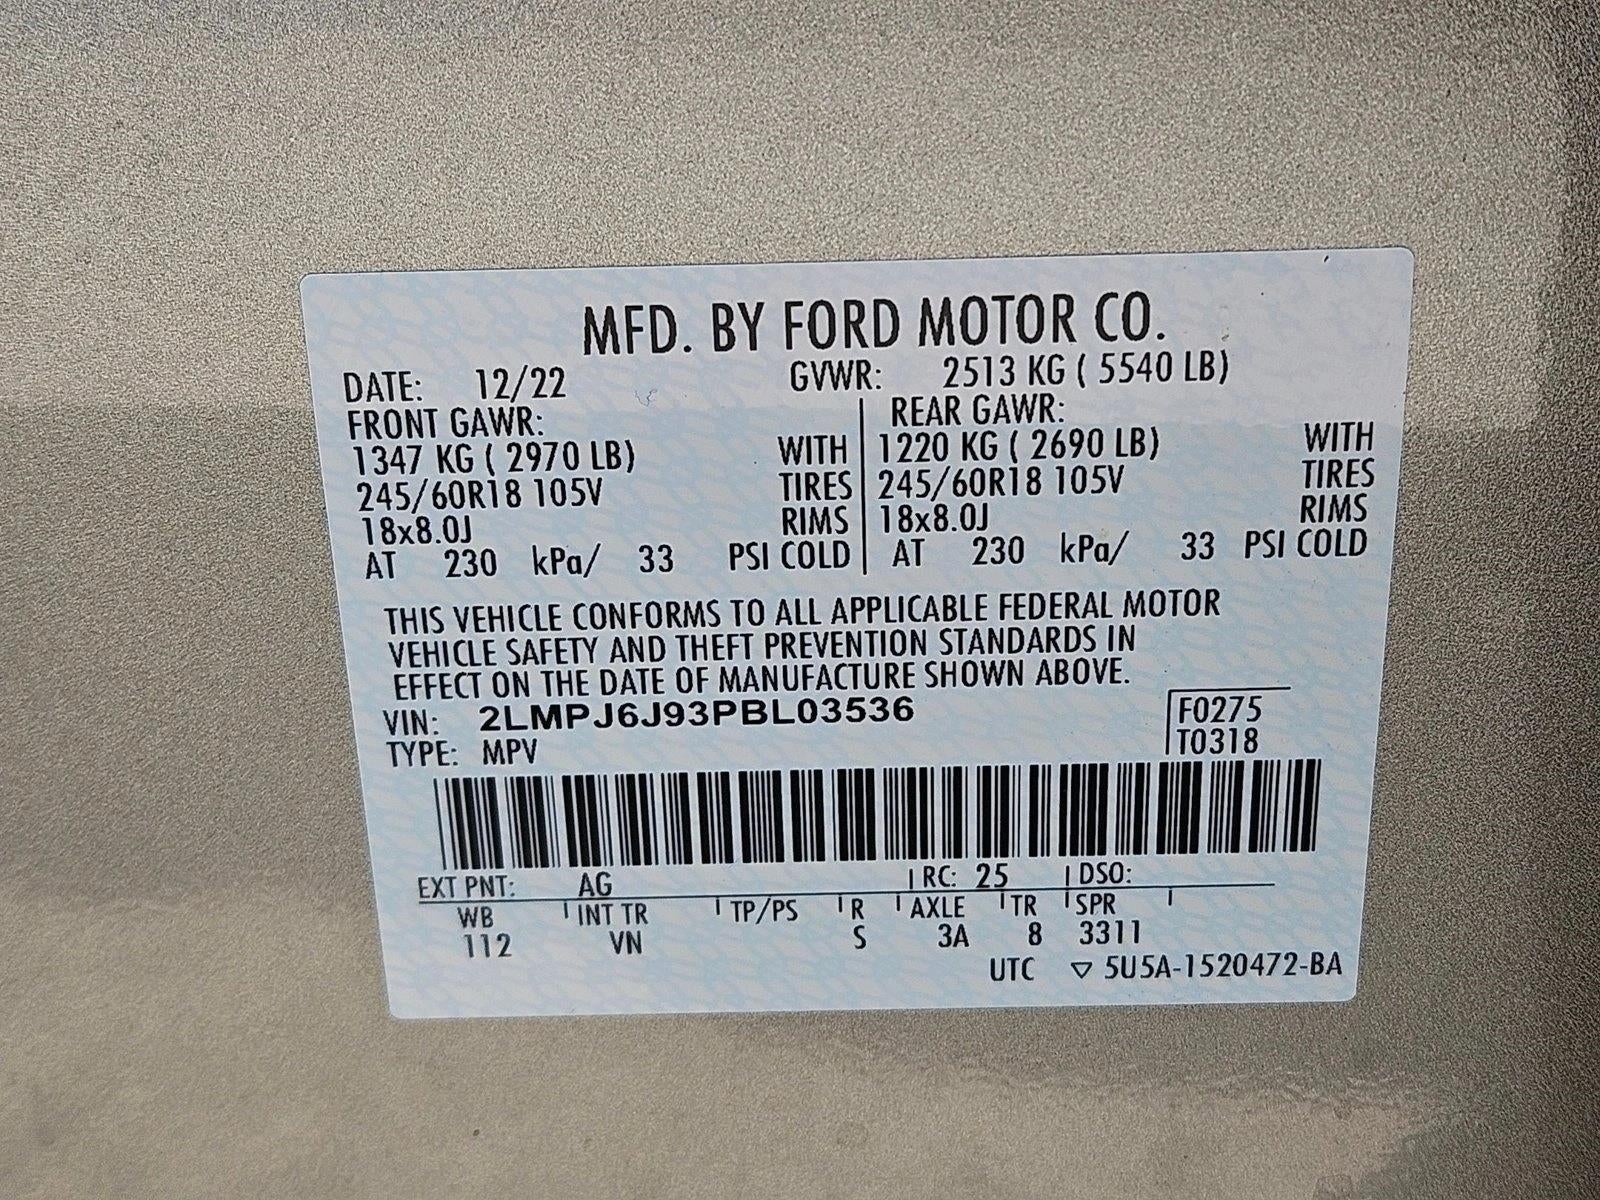 MFD. BY FORD MOTOR CO.
DATE: 12/22 GVWR: 2513 KG ( 5540 LB)
FRONT GAWR: REAR GAWR:
1347 KG ( 2970 LB) WITH 1220 KG ( 2690 LB) WITH
245/60R18 105V TIRES 245/60R18 105V TIRES
18x8.0J RIMS 18x8.0J RIMS
AT 230 kPa/ 33 PSI COLD AT 230 kPa/ 33 PSI COLD
THIS VEHICLE CONFORMS TO ALL APPLICABLE FEDERAL MOTOR
VEHICLE SAFETY AND THEFT PREVENTION STANDARDS IN
EFFECT ON THE DATE OF MANUFACTURE SHOWN ABOVE.
VIN: 2LMPJ6J93PBL03536 F0275
TYPE: MPV T0318
EXT PNT: AG RC: 25 DSO:
WB INT TR TP/PS R AXLE TR SPR
112 VN S 3A 8 3311
UTC ▽ 5U5A-1520472-BA